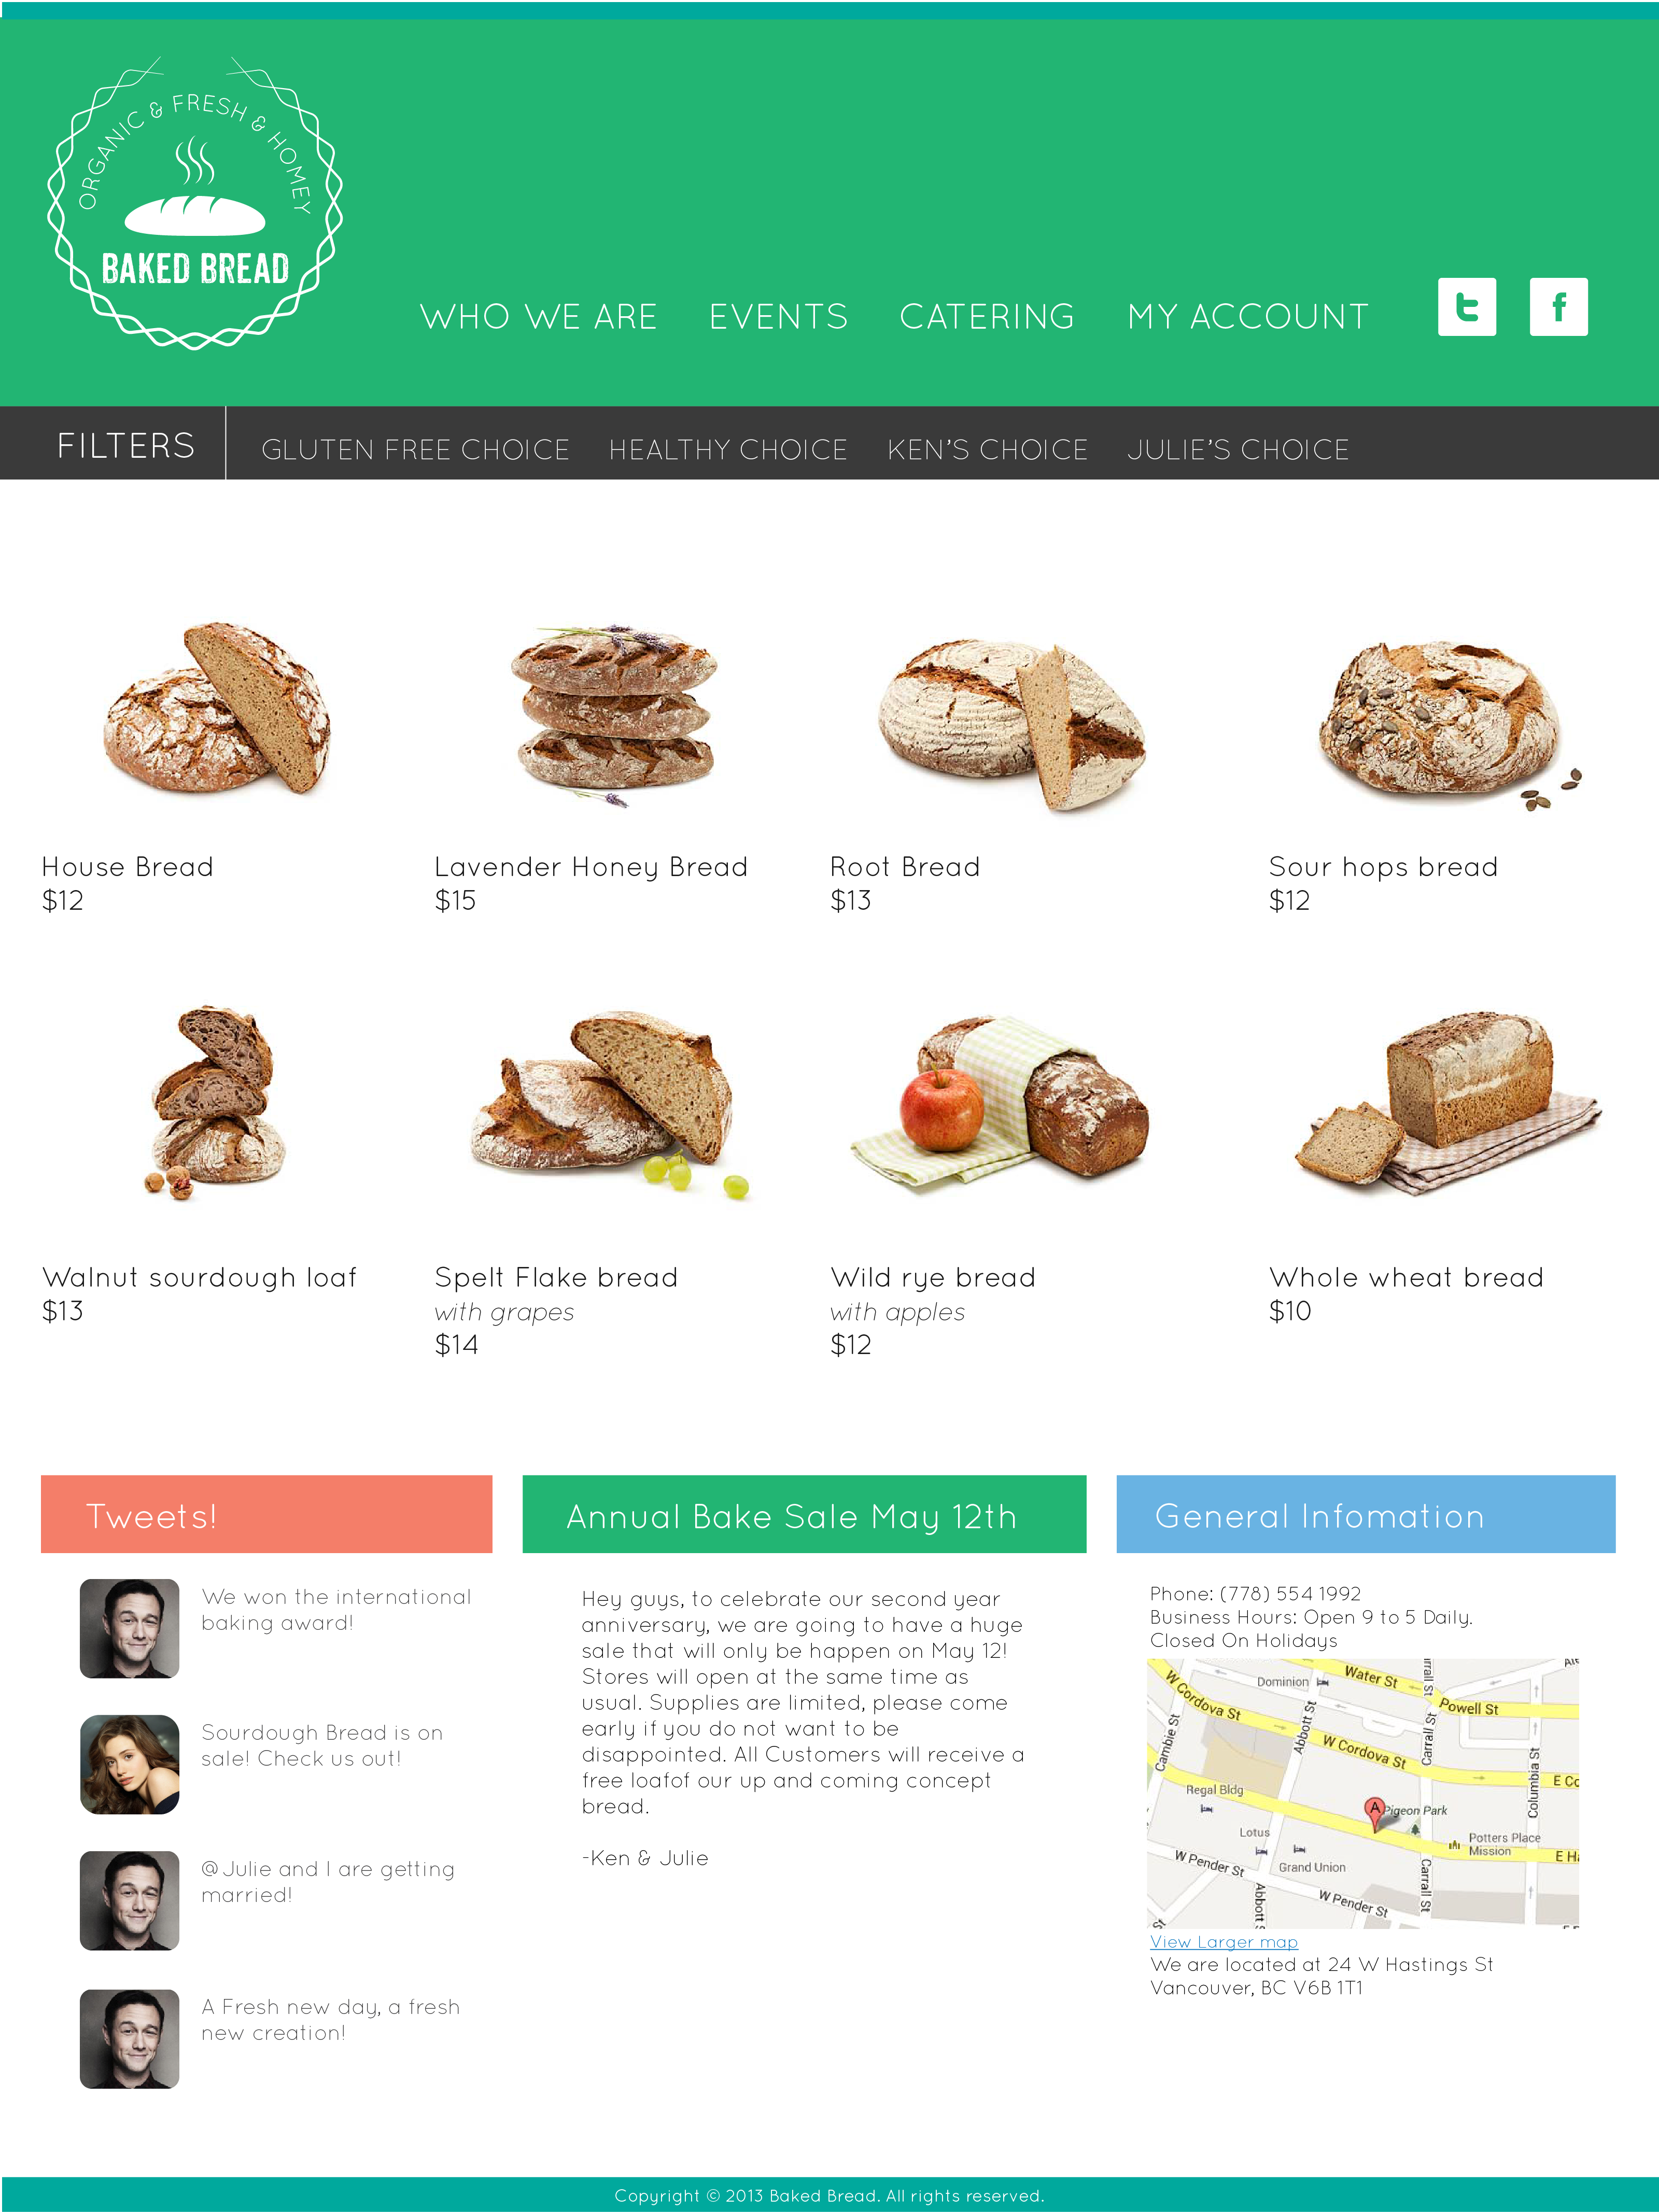 ORGANIC & FRESH & HOMEY
BAKED BREAD
WHO WE ARE EVENTS CATERING MY ACCOUNT
FILTERS GLUTEN FREE CHOICE HEALTHY CHOICE KEN'S CHOICE JULIE'S CHOICE
House Bread
$12
Lavender Honey Bread
$15
Root Bread
$13
Sour hops bread
$12
Walnut sourdough loaf
$13
Spelt Flake bread
with grapes
$14
Wild rye bread
with apples
$12
Whole wheat bread
$10
Tweets!
We won the international
baking award!
Sourdough Bread is on
sale! Check us out!
@Julie and I are getting
married!
A Fresh new day, a fresh
new creation!
Annual Bake Sale May 12th
Hey guys, to celebrate our second year
anniversary, we are going to have a huge
sale that will only be happen on May 12!
Stores will open at the same time as
usual. Supplies are limited, please come
early if you do not want to be
disappointed. All Customers will receive a
free loafof our up and coming concept
bread.
-Ken & Julie
General Infomation
Phone: (778) 554 1992
Business Hours: Open 9 to 5 Daily.
Closed On Holidays
Dominion
Water St
W Cordova St
Powell St
Cambie St
Abbott St
W Cordova St
Carrall St
Columbia St
Regal Bldg
A
Pigeon Park
Lotus
Potters Place
Mission
W Pender St
Grand Union
Carrall St
W Pender St
Abbott S
View Larger map
We are located at 24 W Hastings St
Vancouver, BC V6B 1T1
Copyright © 2013 Baked Bread. All rights reserved.